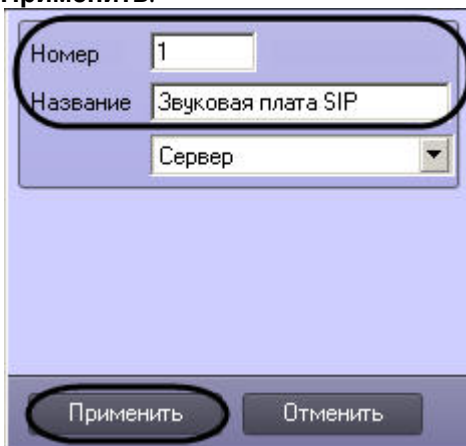 Применить.
Номер 1
Название Звуковая плата SIP
Сервер
Применить Отменить